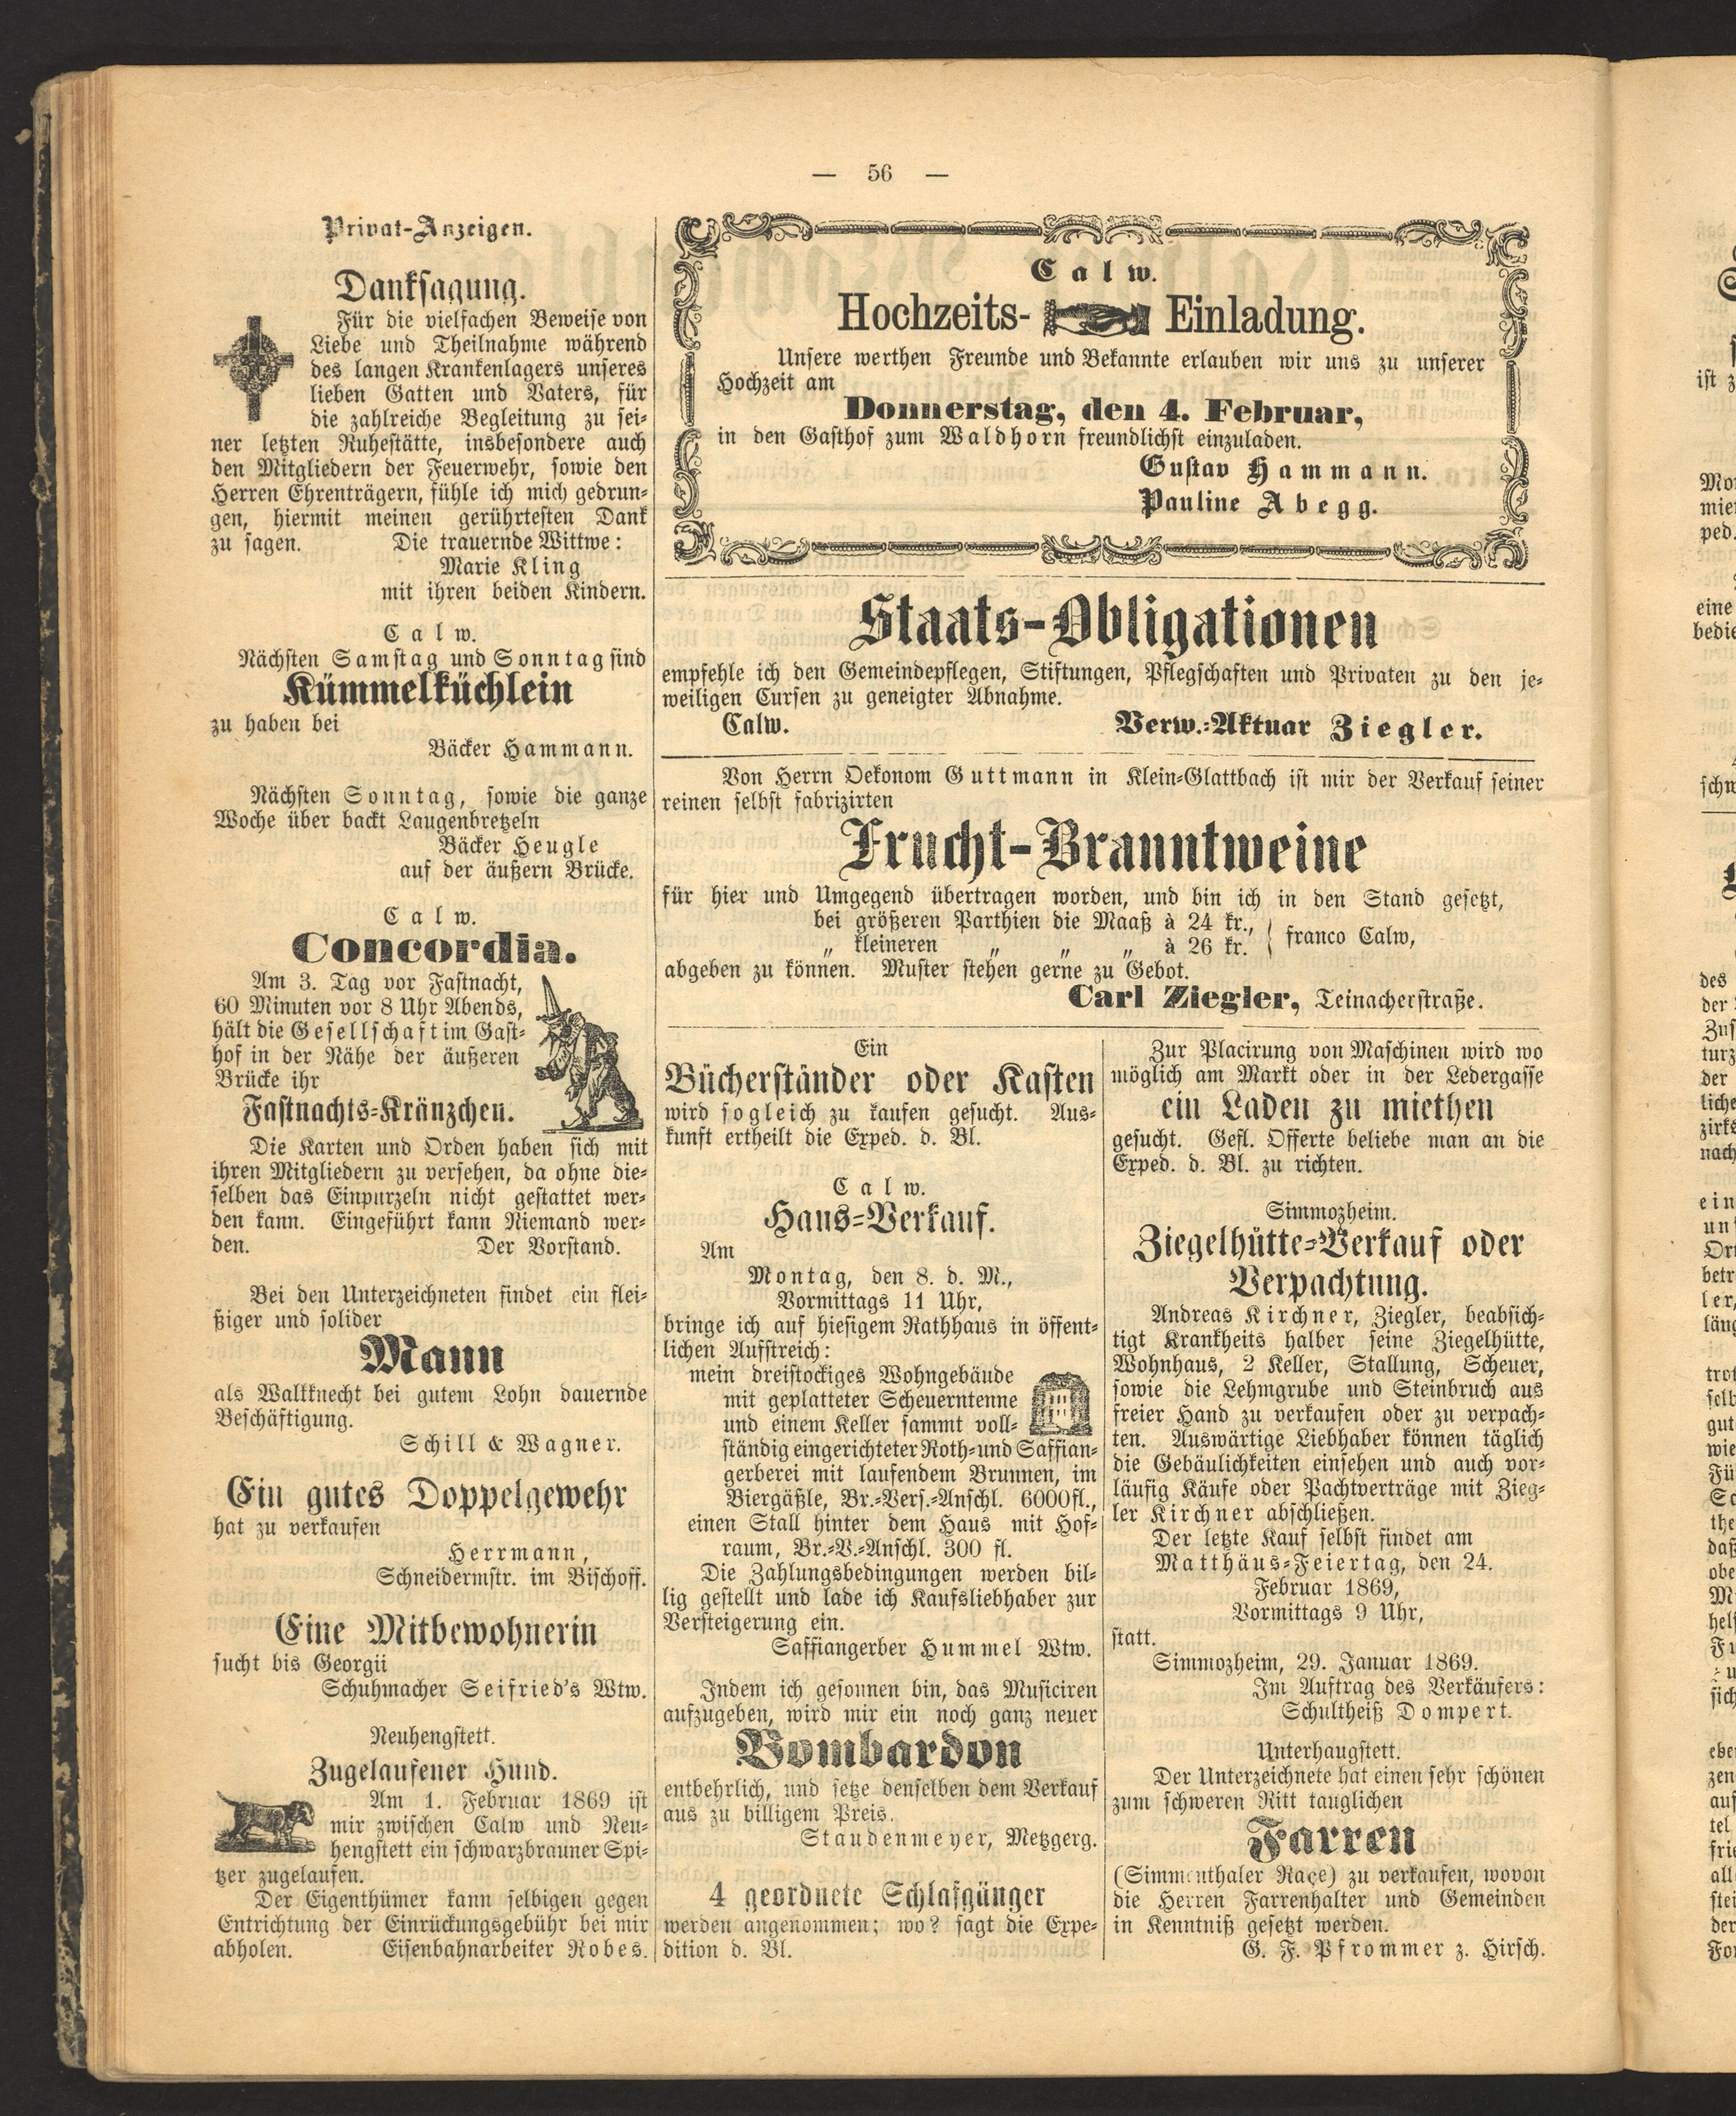 — 56 —
Privat-Anzeigen.
Danksagung.
Für die vielfachen Beweise von
Liebe und Theilnahme während
des langen Krankenlagers unseres
lieben Gatten und Vaters, für
die zahlreiche Begleitung zu sei-
ner letzten Ruhestätte, insbesondere auch
den Mitgliedern der Feuerwehr, sowie den
Herren Ehrenträgern, fühle ich mich gedrun-
gen, hiermit meinen gerührtesten Dank
zu sagen. Die trauernde Wittwe:
Marie Kling
mit ihren beiden Kindern.
Calw.
Nächsten Samstag und Sonntag sind
Kümmelküchlein
zu haben bei
Bäcker Hammann.
Nächsten Sonntag, sowie die ganze
Woche über backt Laugenbretzeln
Bäcker Heugle
auf der äußern Brücke.
Calw.
Concordia.
Am 3. Tag vor Fastnacht,
60 Minuten vor 8 Uhr Abends,
hält die Gesellschaft im Gast-
hof in der Nähe der äußeren
Brücke ihr
Fastnachts-Kränzchen.
Die Karten und Orden haben sich mit
ihren Mitgliedern zu versehen, da ohne die-
selben das Einpurzeln nicht gestattet wer-
den kann. Eingeführt kann Niemand wer-
den. Der Vorstand.
Bei den Unterzeichneten findet ein flei-
ßiger und solider
Mann
als Walkknecht bei gutem Lohn dauernde
Beschäftigung.
Schill & Wagner.
Ein gutes Doppelgewehr
hat zu verkaufen
Herrmann,
Schneidermstr. im Bischoff.
Eine Mitbewohnerin
sucht bis Georgii
Schuhmacher Seifried's Wtw.
Neuhengstett.
Zugelaufener Hund.
Am 1. Februar 1869 ist
mir zwischen Calw und Neu-
hengstett ein schwarzbrauner Spi-
tzer zugelaufen.
Der Eigenthümer kann selbigen gegen
Entrichtung der Einrückungsgebühr bei mir
abholen. Eisenbahnarbeiter Robes.
Calw.
Hochzeits- Einladung.
Unsere werthen Freunde und Bekannte erlauben wir uns zu unserer
Hochzeit am
Donnerstag, den 4. Februar,
in den Gasthof zum Waldhorn freundlichst einzuladen.
Gustav Hammann.
Pauline Abegg.
Staats-Obligationen
empfehle ich den Gemeindepflegen, Stiftungen, Pflegschaften und Privaten zu den je-
weiligen Cursen zu geneigter Abnahme.
Calw. Verw.-Aktuar Ziegler.
Von Herrn Oekonom Guttmann in Klein-Glattbach ist mir der Verkauf seiner
reinen selbst fabrizirten
Frucht-Branntweine
für hier und Umgegend übertragen worden, und bin ich in den Stand gesetzt,
bei größeren Parthien die Maaß à 24 kr.,
„ kleineren „ „ „ à 26 kr. } franco Calw,
abgeben zu können. Muster stehen gerne zu Gebot.
Carl Ziegler, Teinacherstraße.
Ein
Bücherständer oder Kasten
wird sogleich zu kaufen gesucht. Aus-
kunft ertheilt die Exped. d. Bl.
Calw.
Haus-Verkauf.
Am
Montag, den 8. d. M.,
Vormittags 11 Uhr,
bringe ich auf hiesigem Rathhaus in öffent-
lichen Aufstreich:
mein dreistockiges Wohngebäude
mit geplatteter Scheuerntenne
und einem Keller sammt voll-
ständig eingerichteter Roth- und Saffian-
gerberei mit laufendem Brunnen, im
Biergäßle, Br.-Vers.-Anschl. 6000 fl.,
einen Stall hinter dem Haus mit Hof-
raum, Br.-V.-Anschl. 300 fl.
Die Zahlungsbedingungen werden bil-
lig gestellt und lade ich Kaufsliebhaber zur
Versteigerung ein.
Saffiangerber Hummel Wtw.
Indem ich gesonnen bin, das Musiciren
aufzugeben, wird mir ein noch ganz neuer
Bombardon
entbehrlich, und setze denselben dem Verkauf
aus zu billigem Preis.
Staudenmeyer, Metzgerg.
4 geordnete Schlafgänger
werden angenommen; wo? sagt die Expe-
dition d. Bl.
Zur Placirung von Maschinen wird wo
möglich am Markt oder in der Ledergasse
ein Laden zu miethen
gesucht. Gefl. Offerte beliebe man an die
Exped. d. Bl. zu richten.
Simmozheim.
Ziegelhütte-Verkauf oder
Verpachtung.
Andreas Kirchner, Ziegler, beabsich-
tigt Krankheits halber seine Ziegelhütte,
Wohnhaus, 2 Keller, Stallung, Scheuer,
sowie die Lehmgrube und Steinbruch aus
freier Hand zu verkaufen oder zu verpach-
ten. Auswärtige Liebhaber können täglich
die Gebäulichkeiten einsehen und auch vor-
läufig Käufe oder Pachtverträge mit Zieg-
ler Kirchner abschließen.
Der letzte Kauf selbst findet am
Matthäus-Feiertag, den 24.
Februar 1869,
Vormittags 9 Uhr,
statt.
Simmozheim, 29. Januar 1869.
Im Auftrag des Verkäufers:
Schultheiß Dompert.
Unterhaugstett.
Der Unterzeichnete hat einen sehr schönen
zum schweren Ritt tauglichen
Farren
(Simmenthaler Raçe) zu verkaufen, wovon
die Herren Farrenhalter und Gemeinden
in Kenntniß gesetzt werden.
G. F. Pfrommer z. Hirsch.